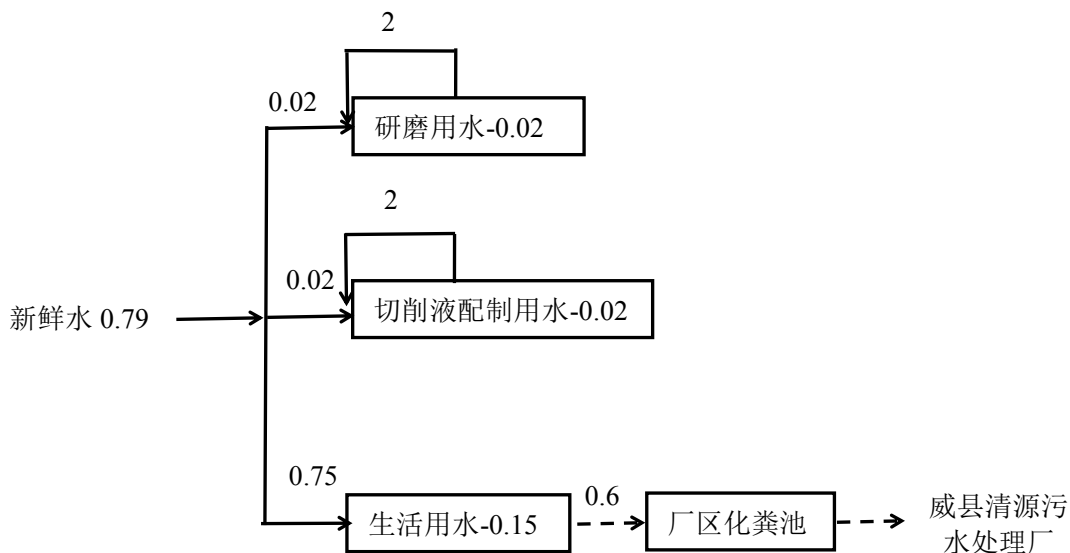 2
0.02
研磨用水-0.02
2
0.02
切削液配制用水-0.02
新鲜水 0.79
0.75
生活用水-0.15
0.6
厂区化粪池
威县清源污
水处理厂